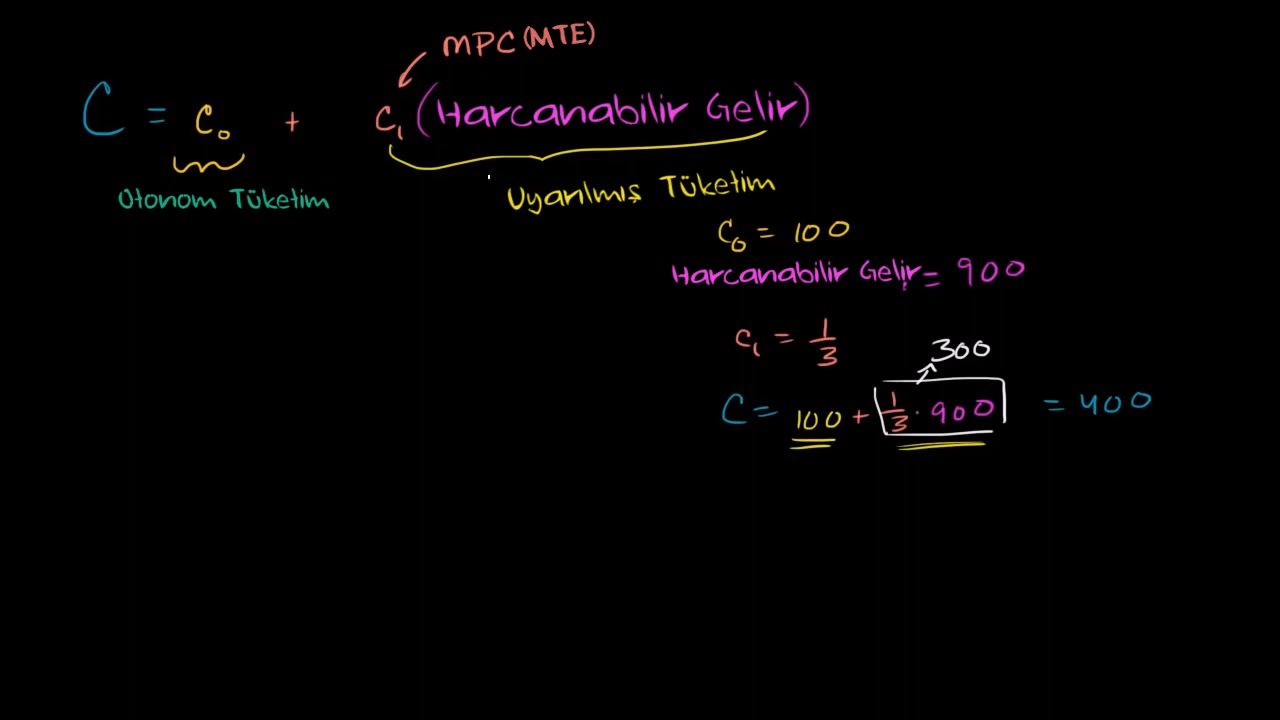 MPC (MTE)
C = C₀ + C₁ (Harcanabilir Gelir)
Otonom Tüketim
Uyarılmış Tüketim
C₀ = 100
Harcanabilir Gelir = 900
C₁ = 1/3
300
C = 100 + 1/3 · 900 = 400